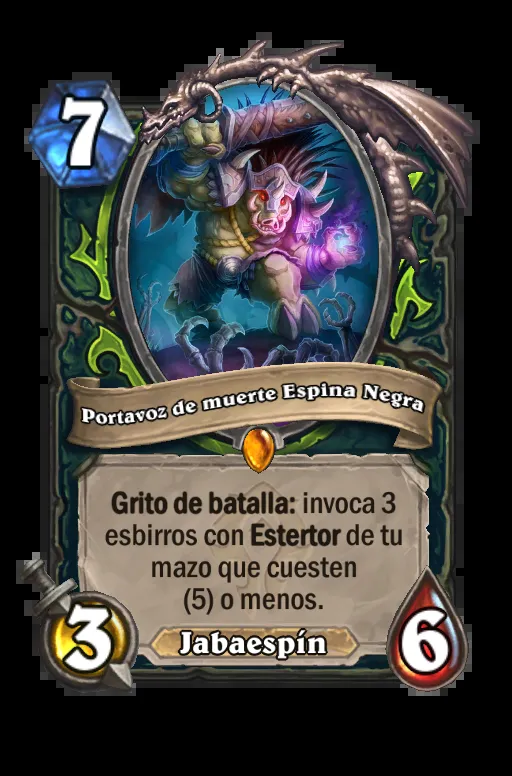 7
Portavoz de muerte Espina Negra
Grito de batalla: invoca 3
esbirros con Estertor de tu
mazo que cuesten
(5) o menos.
3
Jabaespín
6